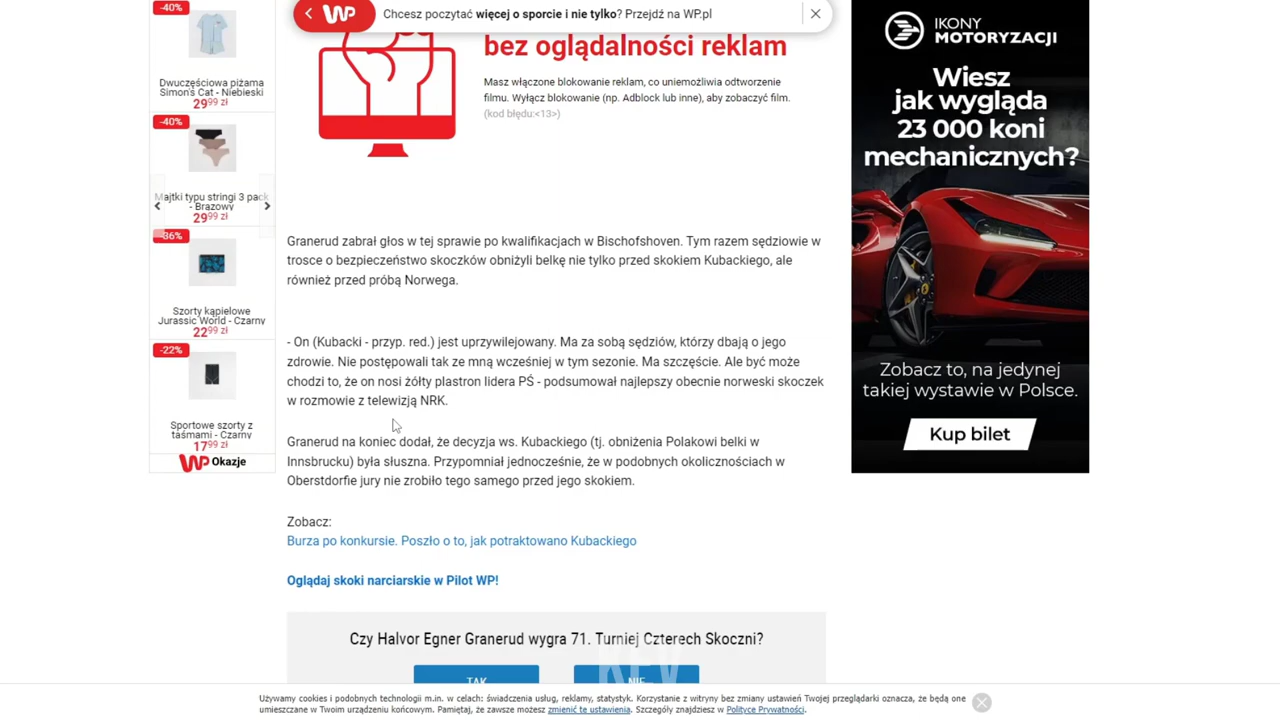 -40%
Dwuczęściowa piżama
Simon's Cat - Niebieski
29⁹⁹ zł
-40%
Majtki typu stringi 3 pack
- Brązowy
29⁹⁹ zł
-36%
Szorty kąpielowe
Jurassic World - Czarny
22⁹⁹ zł
-22%
Sportowe szorty z
taśmami - Czarny
17⁹⁹ zł
WP Okazje
WP Chcesz poczytać więcej o sporcie i nie tylko? Przejdź na WP.pl
bez oglądalności reklam
Masz włączone blokowanie reklam, co uniemożliwia odtworzenie
filmu. Wyłącz blokowanie (np. Adblock lub inne), aby zobaczyć film.
(kod błędu:<13>)
Granerud zabrał głos w tej sprawie po kwalifikacjach w Bischofshoven. Tym razem sędziowie w
trosce o bezpieczeństwo skoczków obniżyli belkę nie tylko przed skokiem Kubackiego, ale
również przed próbą Norwega.
- On (Kubacki - przyp. red.) jest uprzywilejowany. Ma za sobą sędziów, którzy dbają o jego
zdrowie. Nie postępowali tak ze mną wcześniej w tym sezonie. Ma szczęście. Ale być może
chodzi to, że on nosi żółty plastron lidera PŚ - podsumował najlepszy obecnie norweski skoczek
w rozmowie z telewizją NRK.
Granerud na koniec dodał, że decyzja ws. Kubackiego (tj. obniżenia Polakowi belki w
Innsbrucku) była słuszna. Przypomniał jednocześnie, że w podobnych okolicznościach w
Oberstdorfie jury nie zrobiło tego samego przed jego skokiem.
Zobacz:
Burza po konkursie. Poszło o to, jak potraktowano Kubackiego
Oglądaj skoki narciarskie w Pilot WP!
Czy Halvor Egner Granerud wygra 71. Turniej Czterech Skoczni?
TAK
NIE
IKONY
MOTORYZACJI
Wiesz
jak wygląda
23 000 koni
mechanicznych?
Zobacz to, na jedynej
takiej wystawie w Polsce.
Kup bilet
Używamy cookies i podobnych technologii m.in. w celach: świadczenia usług, reklamy, statystyk. Korzystanie z witryny bez zmiany ustawień Twojej przeglądarki oznacza, że będą one
umieszczane w Twoim urządzeniu końcowym. Pamiętaj, że zawsze możesz zmienić te ustawienia. Szczegóły znajdziesz w Polityce Prywatności.